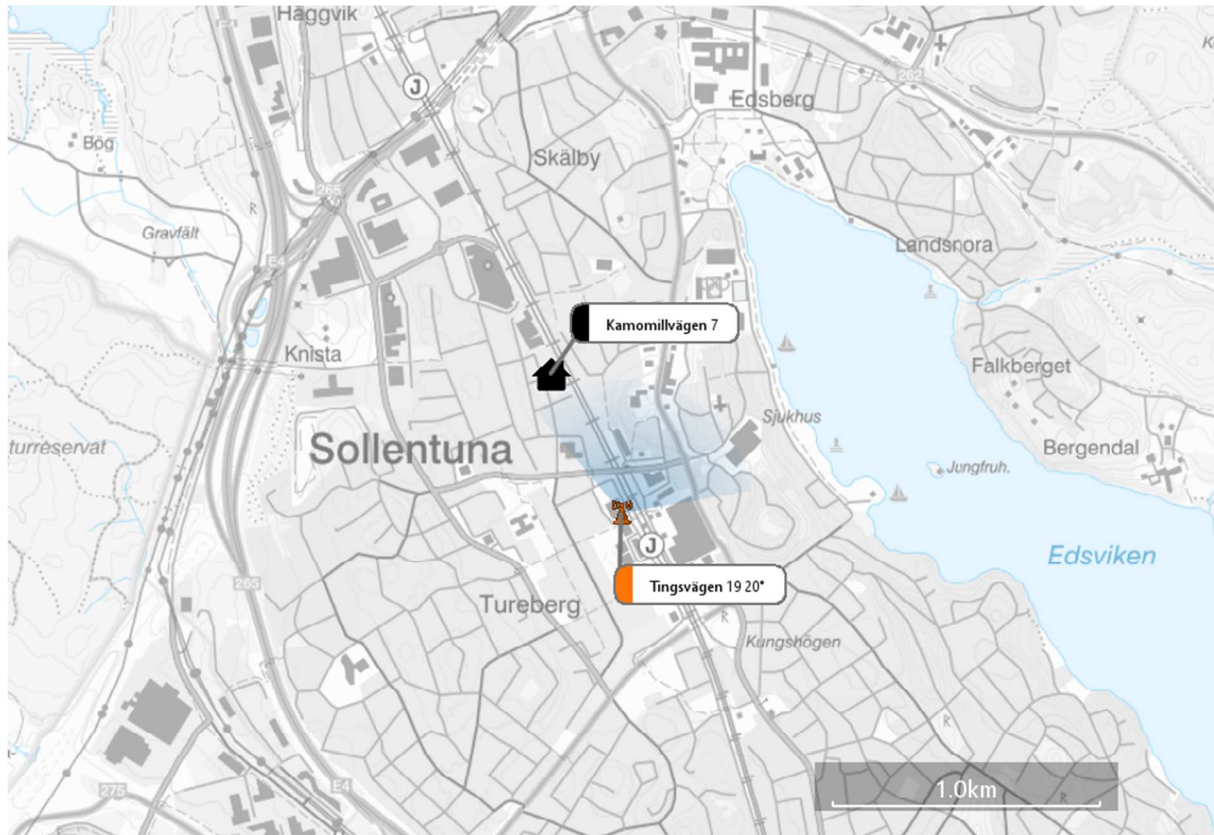 Häggvik
J
262
Edsberg
Bög
Skälby
265
Gravfält
Landsnora
E4
Kamomillvägen 7
Knista
Falkberget
Sjukhus
turreservat
Sollentuna
Bergendal
Jungfruh.
J
Edsviken
265
Tingsvägen 19 20°
Tureberg
Kungshögen
275
E4
1.0km